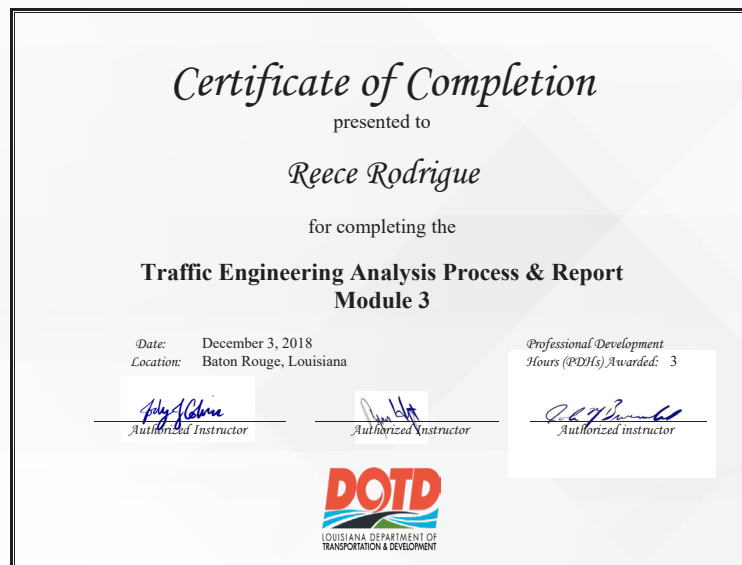 Certificate of Completion
presented to
Reece Rodrigue
for completing the
Traffic Engineering Analysis Process & Report
Module 3
Date: December 3, 2018
Location: Baton Rouge, Louisiana
Professional Development
Hours (PDHs) Awarded: 3
Authorized Instructor
Authorized Instructor
Authorized instructor
DOTD
LOUISIANA DEPARTMENT OF
TRANSPORTATION & DEVELOPMENT